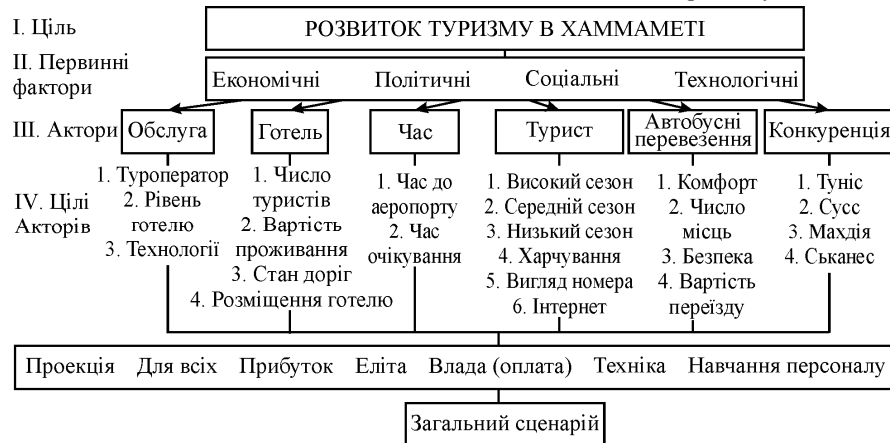 І. Ціль
РОЗВИТОК ТУРИЗМУ В ХАММАМЕТІ
ІІ. Первинні
фактори
Економічні Політичні Соціальні Технологічні
ІІІ. Актори
Обслуга
Готель
Час
Турист
Автобусні
перевезення
Конкуренція
IV. Цілі
Акторів
1. Туроператор
2. Рівень
готелю
3. Технології
1. Число
туристів
2. Вартість
проживання
3. Стан доріг
4. Розміщення готелю
1. Час до
аеропорту
2. Час
очікування
1. Високий сезон
2. Середній сезон
3. Низький сезон
4. Харчування
5. Вигляд номера
6. Інтернет
1. Комфорт
2. Число
місць
3. Безпека
4. Вартість
переїзду
1. Туніс
2. Сусс
3. Махдія
4. Ськанес
Проекція Для всіх Прибуток Еліта Влада (оплата) Техніка Навчання персоналу
Загальний сценарій